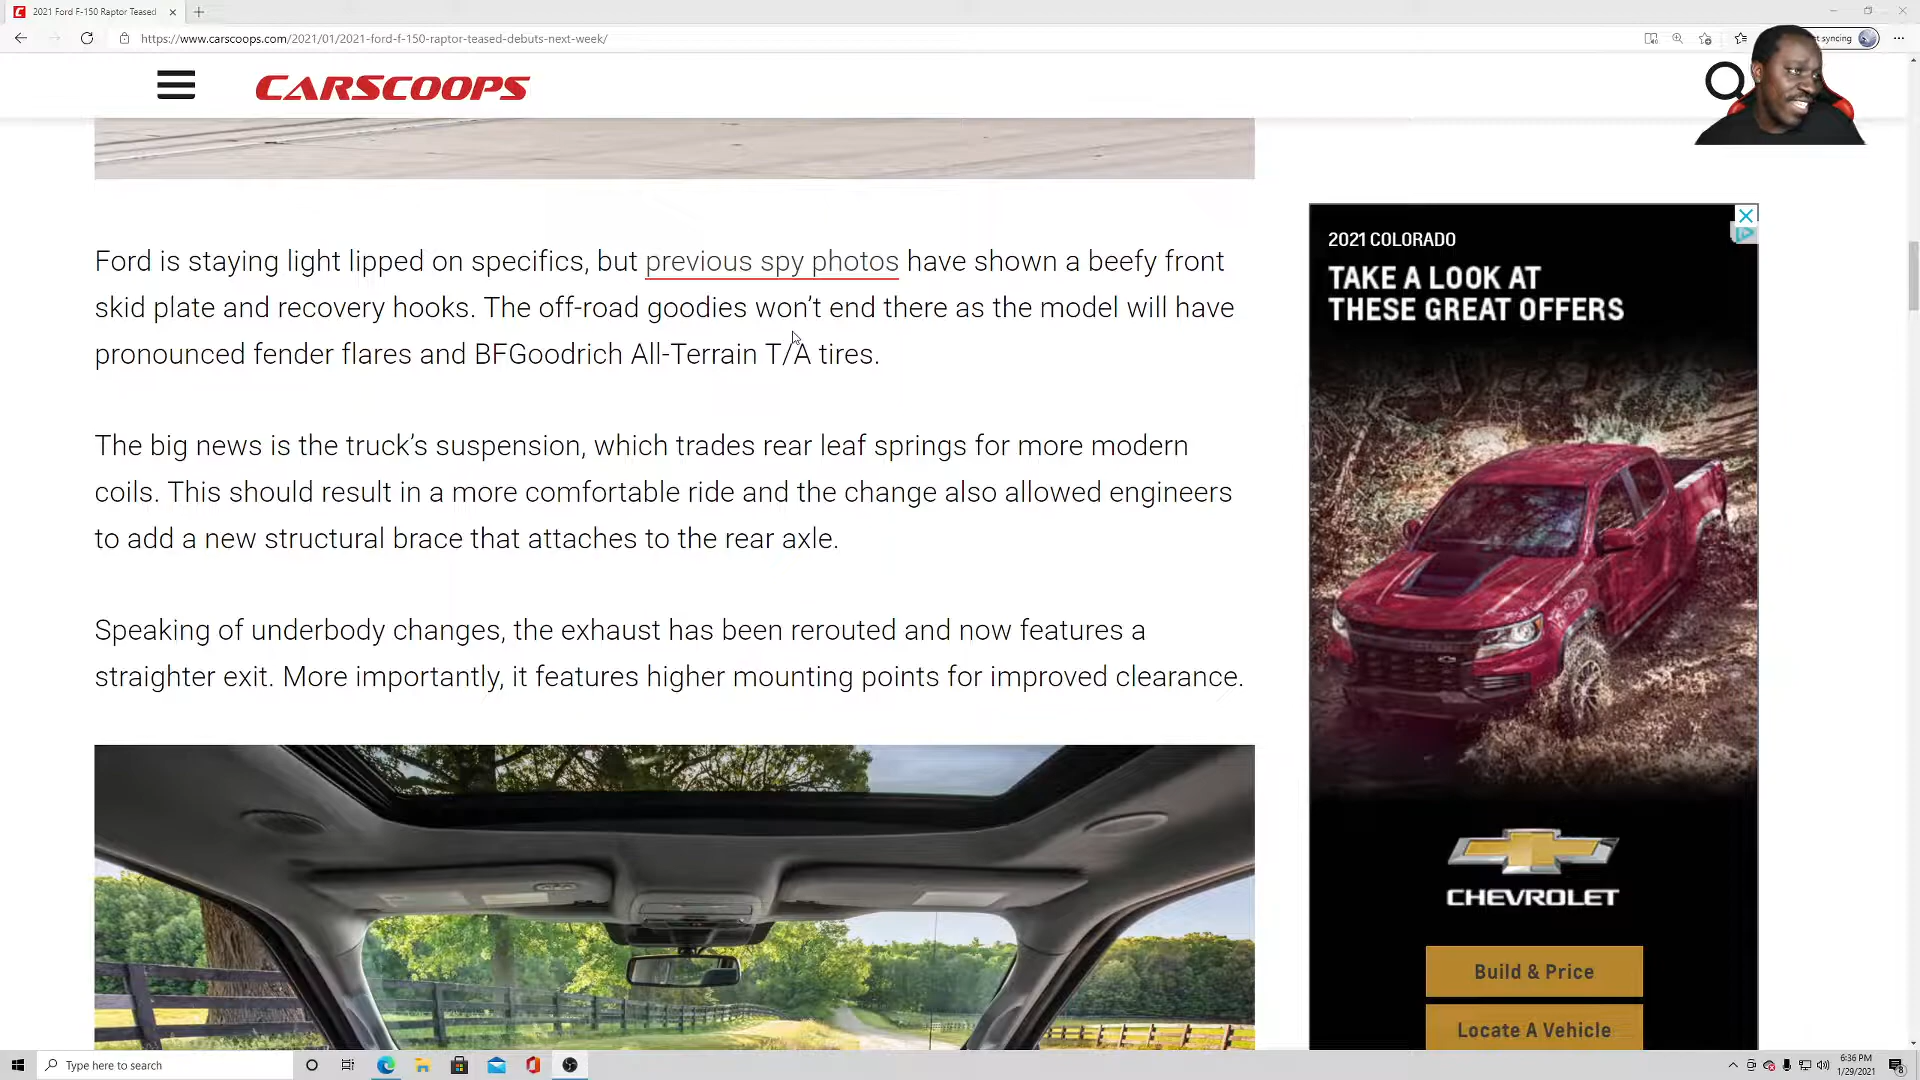 2021 Ford F-150 Raptor Teased
https://www.carscoops.com/2021/01/2021-ford-f-150-raptor-teased-debuts-next-week/
syncing
CARSCOOPS
Ford is staying light lipped on specifics, but previous spy photos have shown a beefy front
skid plate and recovery hooks. The off-road goodies won’t end there as the model will have
pronounced fender flares and BFGoodrich All-Terrain T/A tires.
The big news is the truck’s suspension, which trades rear leaf springs for more modern
coils. This should result in a more comfortable ride and the change also allowed engineers
to add a new structural brace that attaches to the rear axle.
Speaking of underbody changes, the exhaust has been rerouted and now features a
straighter exit. More importantly, it features higher mounting points for improved clearance.
2021 COLORADO
TAKE A LOOK AT
THESE GREAT OFFERS
CHEVROLET
Build & Price
Locate A Vehicle
Type here to search
6:36 PM
1/29/2021